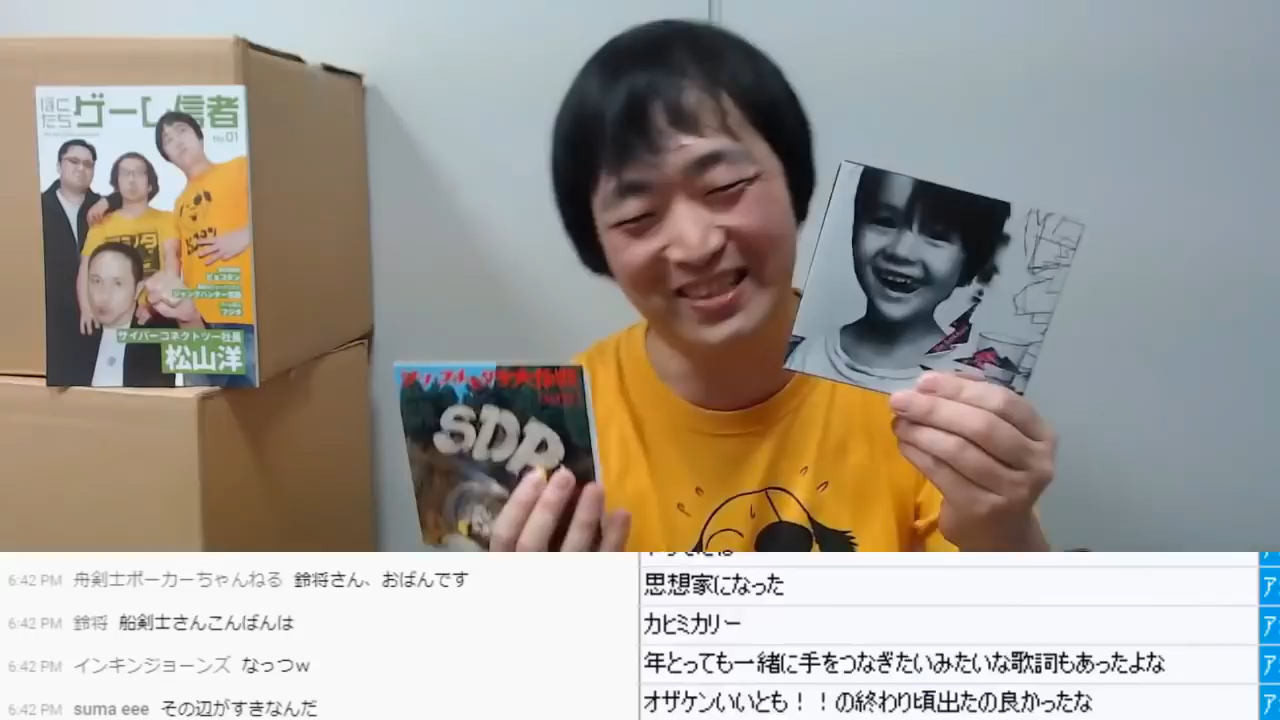 ぼくたち
ゲーム信者
No.01
サイバーコネクトツー社長
松山洋
SDP
6:42 PM 舟剣士ポーカーちゃんねる 鈴将さん、おばんです
6:42 PM 鈴将 船剣士さんこんばんは
6:42 PM インキンジョーンズ なっつw
6:42 PM suma eee その辺がすきなんだ
思想家になった
カヒミカリー
年とっても一緒に手をつなぎたいみたいな歌詞もあったよな
オザケンいいとも！！の終わり頃出たの良かったな